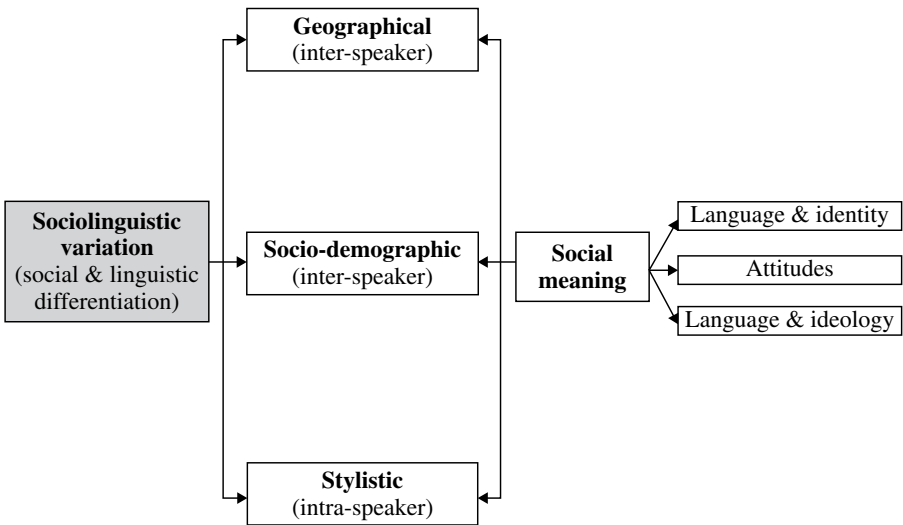 Geographical
(inter-speaker)
Sociolinguistic
variation
(social & linguistic
differentiation)
Socio-demographic
(inter-speaker)
Social
meaning
Language & identity
Attitudes
Language & ideology
Stylistic
(intra-speaker)